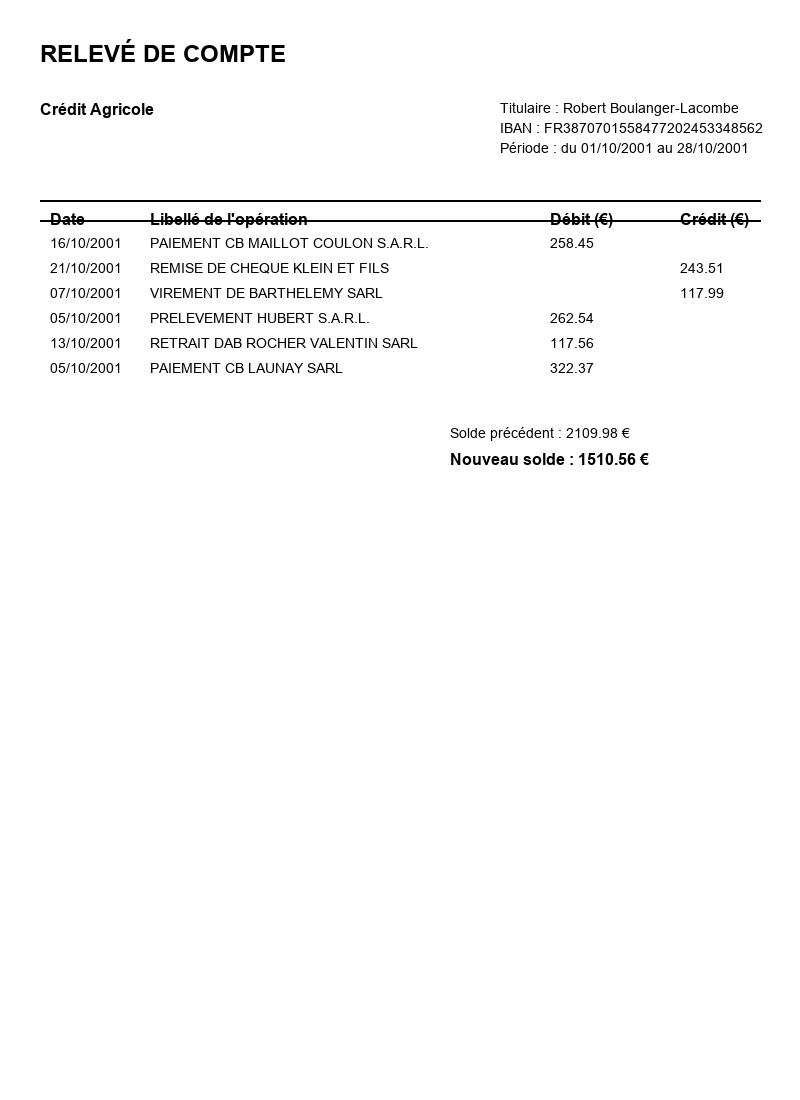 RELEVÉ DE COMPTE
Crédit Agricole
Titulaire : Robert Boulanger-Lacombe
IBAN : FR3870701558477202453348562
Période : du 01/10/2001 au 28/10/2001
Date Libellé de l'opération Débit (€) Crédit (€)
16/10/2001 PAIEMENT CB MAILLOT COULON S.A.R.L. 258.45
21/10/2001 REMISE DE CHEQUE KLEIN ET FILS 243.51
07/10/2001 VIREMENT DE BARTHELEMY SARL 117.99
05/10/2001 PRELEVEMENT HUBERT S.A.R.L. 262.54
13/10/2001 RETRAIT DAB ROCHER VALENTIN SARL 117.56
05/10/2001 PAIEMENT CB LAUNAY SARL 322.37
Solde précédent : 2109.98 €
Nouveau solde : 1510.56 €